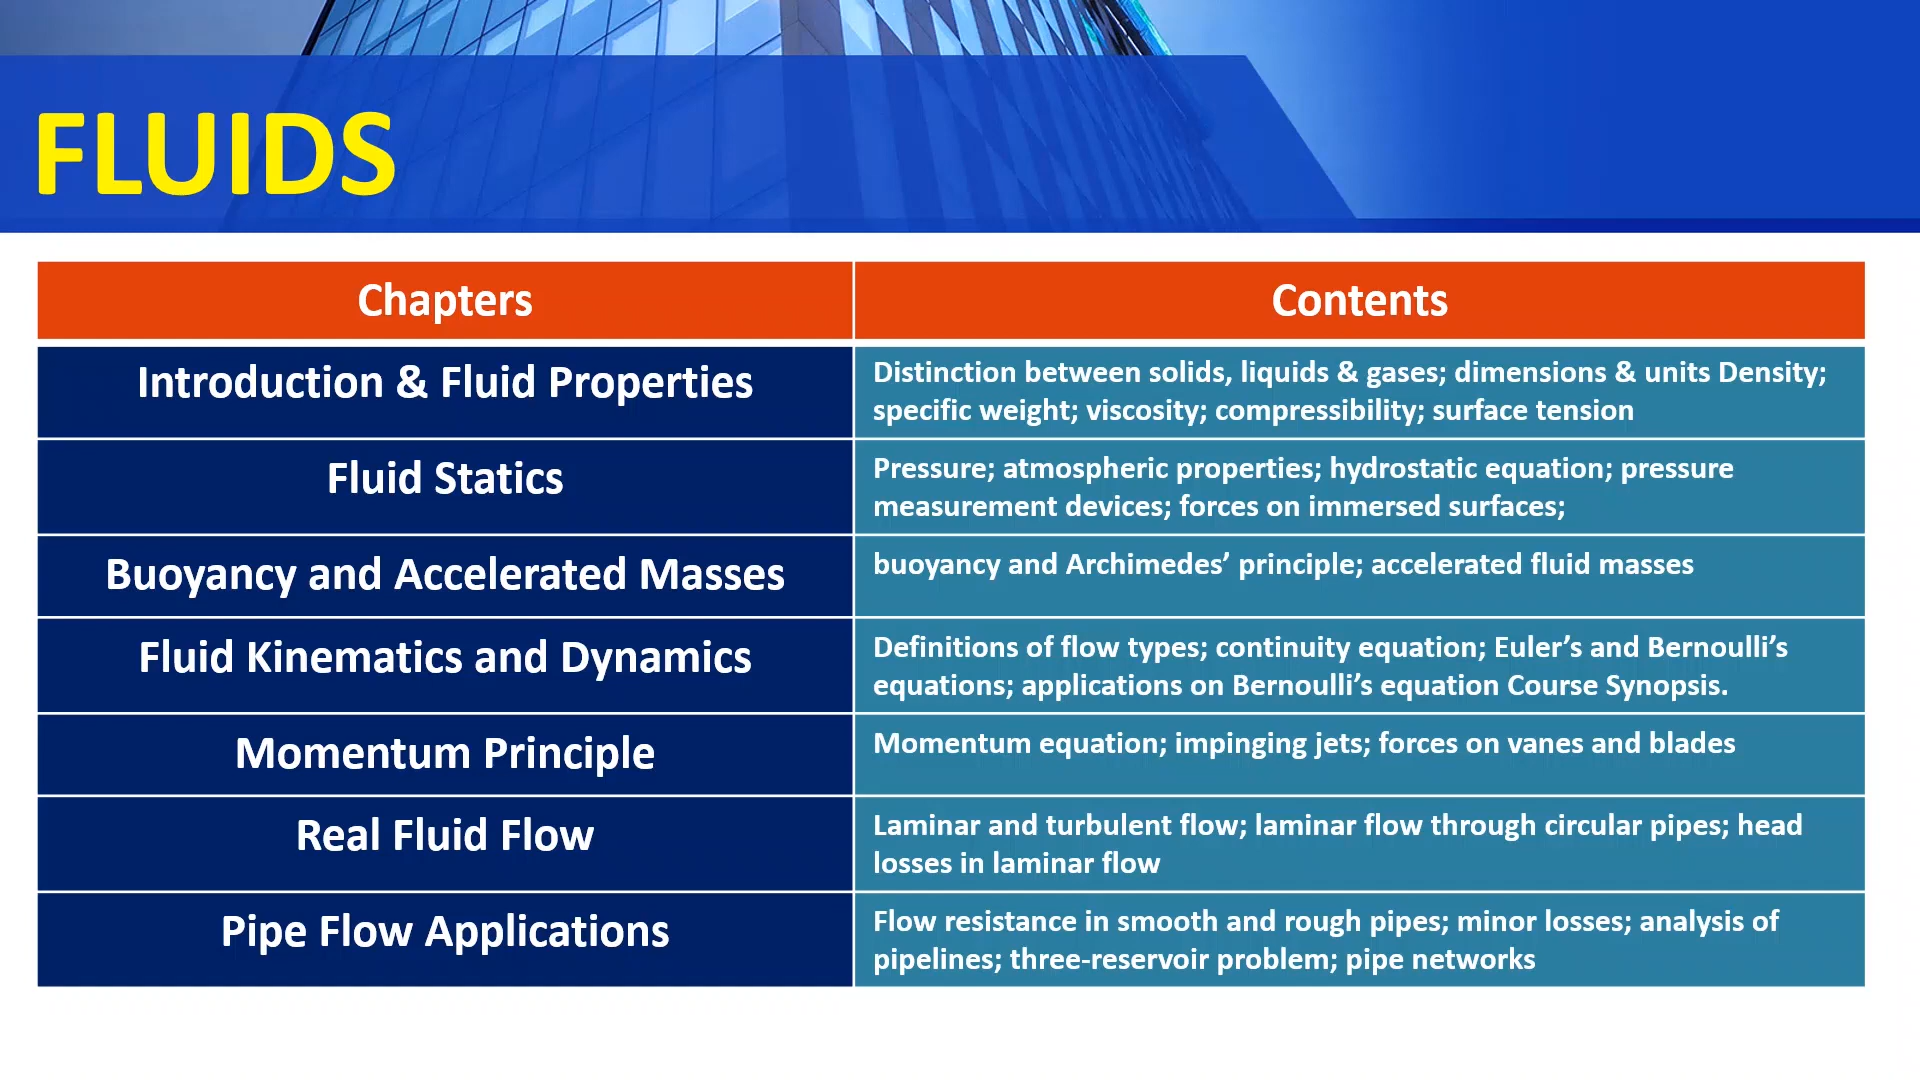 FLUIDS
Chapters
Contents
Introduction & Fluid Properties
Distinction between solids, liquids & gases; dimensions & units Density;
specific weight; viscosity; compressibility; surface tension
Fluid Statics
Pressure; atmospheric properties; hydrostatic equation; pressure
measurement devices; forces on immersed surfaces;
Buoyancy and Accelerated Masses
buoyancy and Archimedes’ principle; accelerated fluid masses
Fluid Kinematics and Dynamics
Definitions of flow types; continuity equation; Euler’s and Bernoulli’s
equations; applications on Bernoulli’s equation Course Synopsis.
Momentum Principle
Momentum equation; impinging jets; forces on vanes and blades
Real Fluid Flow
Laminar and turbulent flow; laminar flow through circular pipes; head
losses in laminar flow
Pipe Flow Applications
Flow resistance in smooth and rough pipes; minor losses; analysis of
pipelines; three-reservoir problem; pipe networks